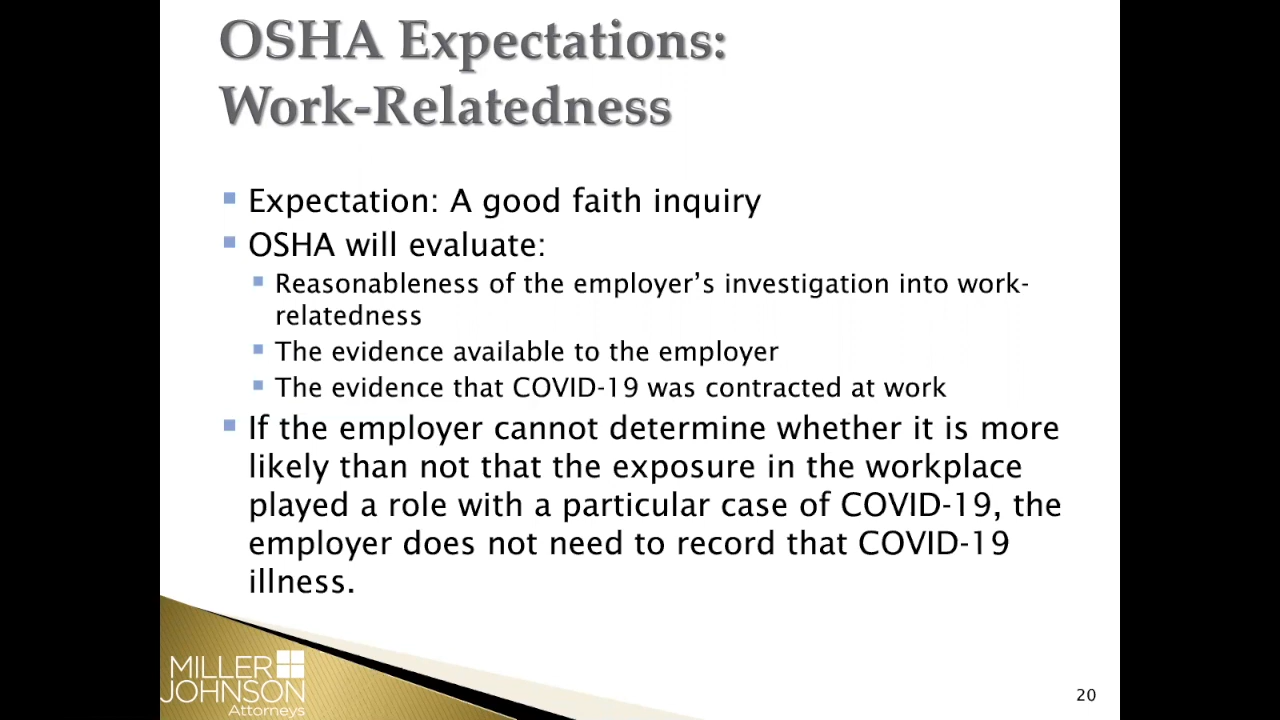 OSHA Expectations:
Work-Relatedness
Expectation: A good faith inquiry
OSHA will evaluate:
Reasonableness of the employer’s investigation into work-
relatedness
The evidence available to the employer
The evidence that COVID-19 was contracted at work
If the employer cannot determine whether it is more
likely than not that the exposure in the workplace
played a role with a particular case of COVID-19, the
employer does not need to record that COVID-19
illness.
MILLER
JOHNSON
Attorneys
20